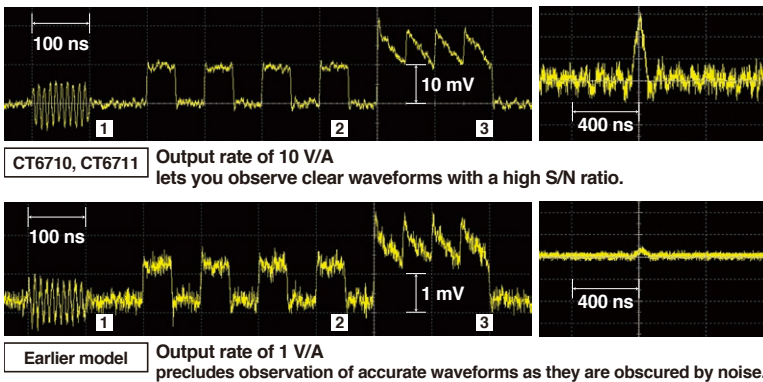 100 ns
10 mV
1
2
3
400 ns
CT6710, CT6711
Output rate of 10 V/A
lets you observe clear waveforms with a high S/N ratio.
100 ns
1 mV
1
2
3
400 ns
Earlier model
Output rate of 1 V/A
precludes observation of accurate waveforms as they are obscured by noise.